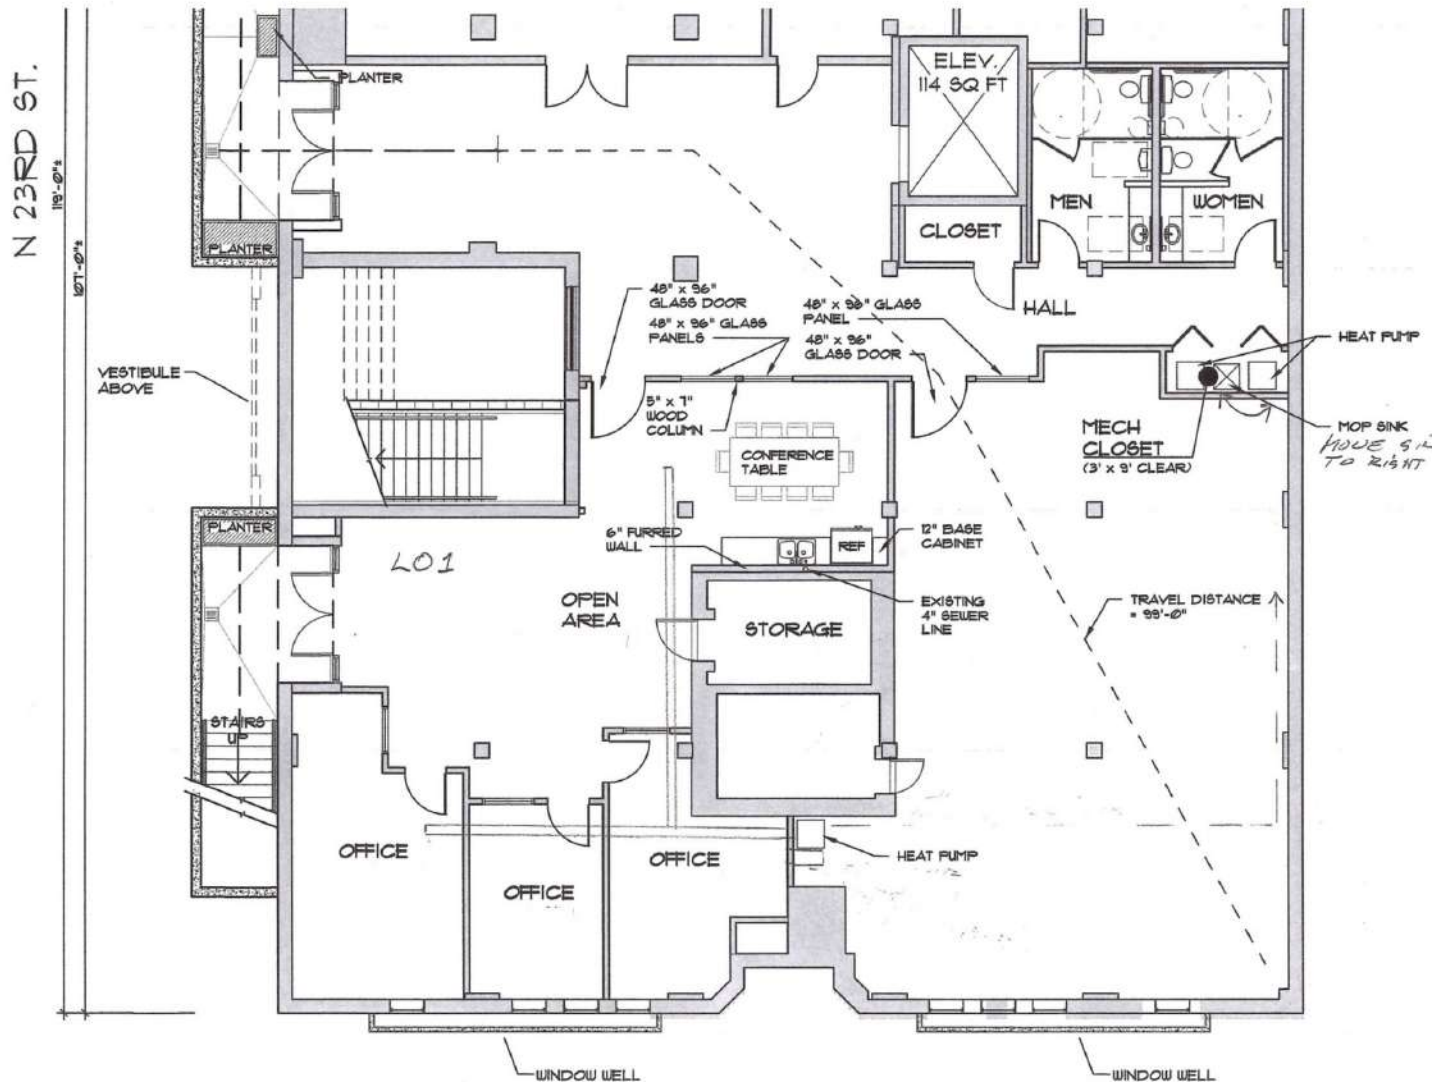 N 23RD ST.
119'-0"±
107'-0"±
PLANTER
ELEV.
114 SQ FT
MEN
WOMEN
CLOSET
PLANTER
HALL
48" x 96"
GLASS DOOR
48" x 96" GLASS
PANELS
48" x 96" GLASS
PANEL
48" x 96"
GLASS DOOR
HEAT PUMP
VESTIBULE
ABOVE
5" x 7"
WOOD
COLUMN
MECH
CLOSET
(3' x 9' CLEAR)
MOP SINK
MOVE
TO RIGHT
CONFERENCE
TABLE
PLANTER
6" FURRED
WALL
REF
12" BASE
CABINET
L01
OPEN
AREA
STORAGE
EXISTING
4" SEWER
LINE
TRAVEL DISTANCE
= 99'-0"
STAIRS
UP
OFFICE
OFFICE
OFFICE
HEAT PUMP
WINDOW WELL
WINDOW WELL